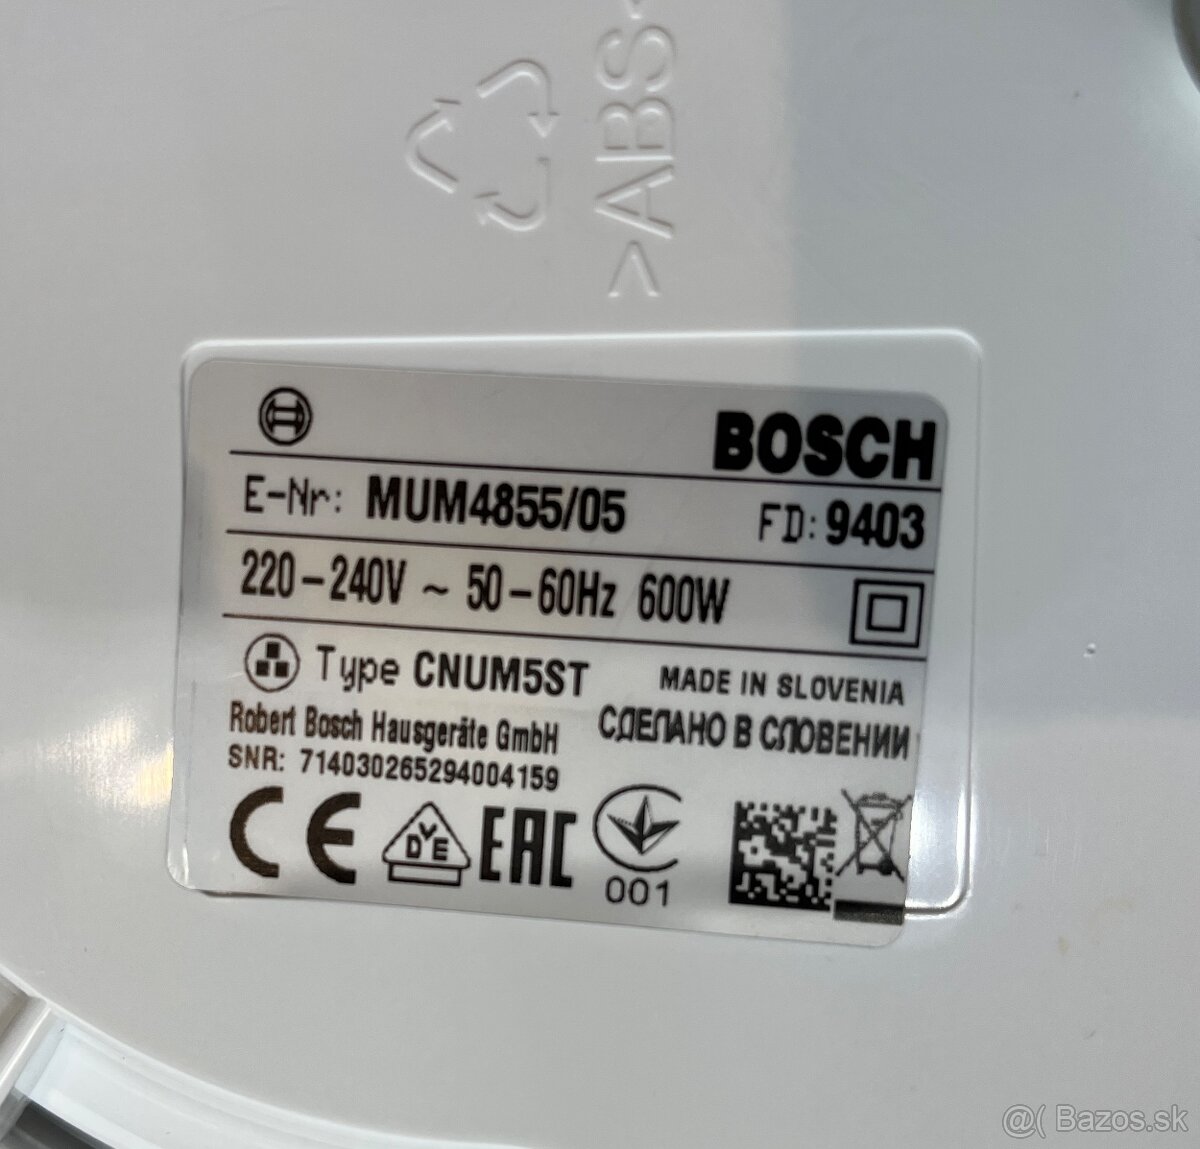 >ABS<
BOSCH
E-Nr: MUM4855/05 FD: 9403
220-240V ~ 50-60Hz 600W
Type CNUM5ST MADE IN SLOVENIA
Robert Bosch Hausgeräte GmbH СДЕЛАНО В СЛОВЕНИИ
SNR: 714030265294004159
CE DVE EAC 001
@( Bazos.sk